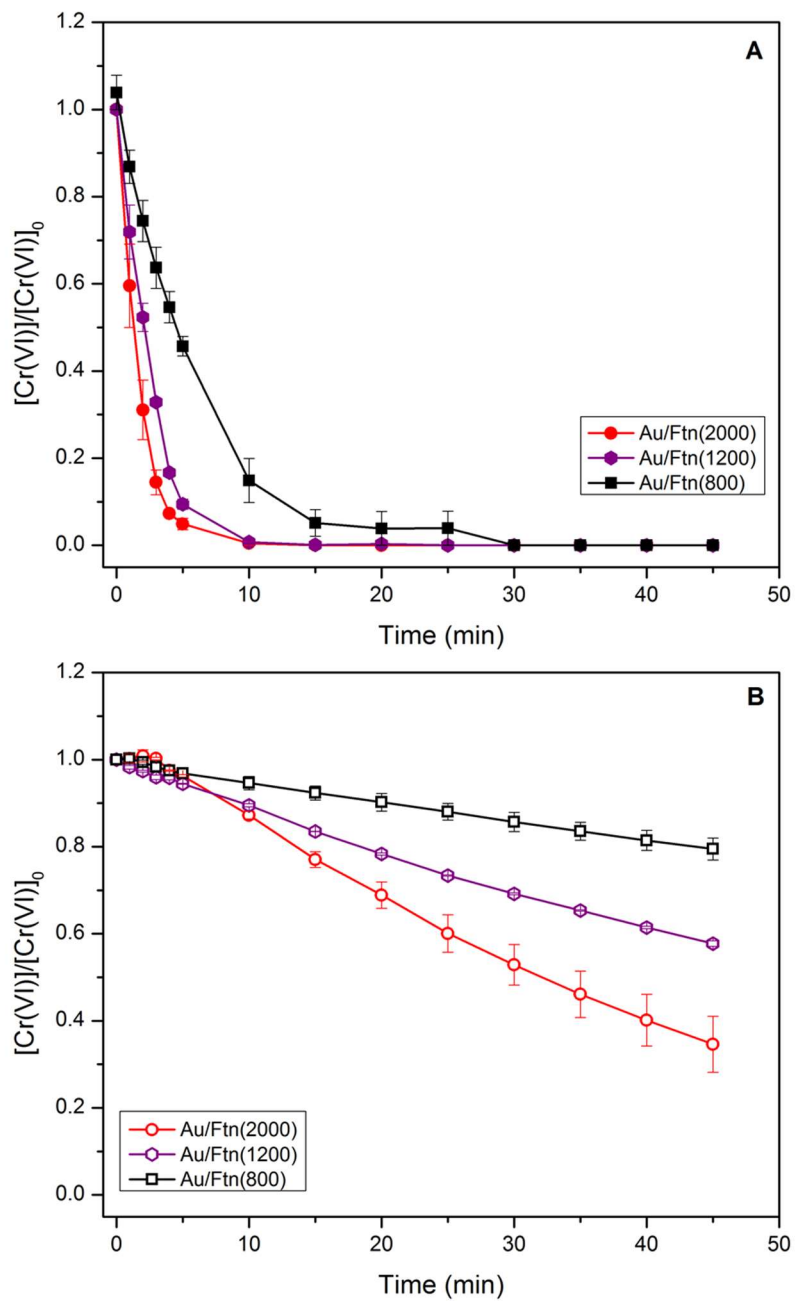 A
1.2
1.0
0.8
0.6
0.4
0.2
0.0
[Cr(VI)]/[Cr(VI)]₀
Au/Ftn(2000)
Au/Ftn(1200)
Au/Ftn(800)
0 10 20 30 40 50
Time (min)
B
1.2
1.0
0.8
0.6
0.4
0.2
0.0
[Cr(VI)]/[Cr(VI)]₀
Au/Ftn(2000)
Au/Ftn(1200)
Au/Ftn(800)
0 10 20 30 40 50
Time (min)